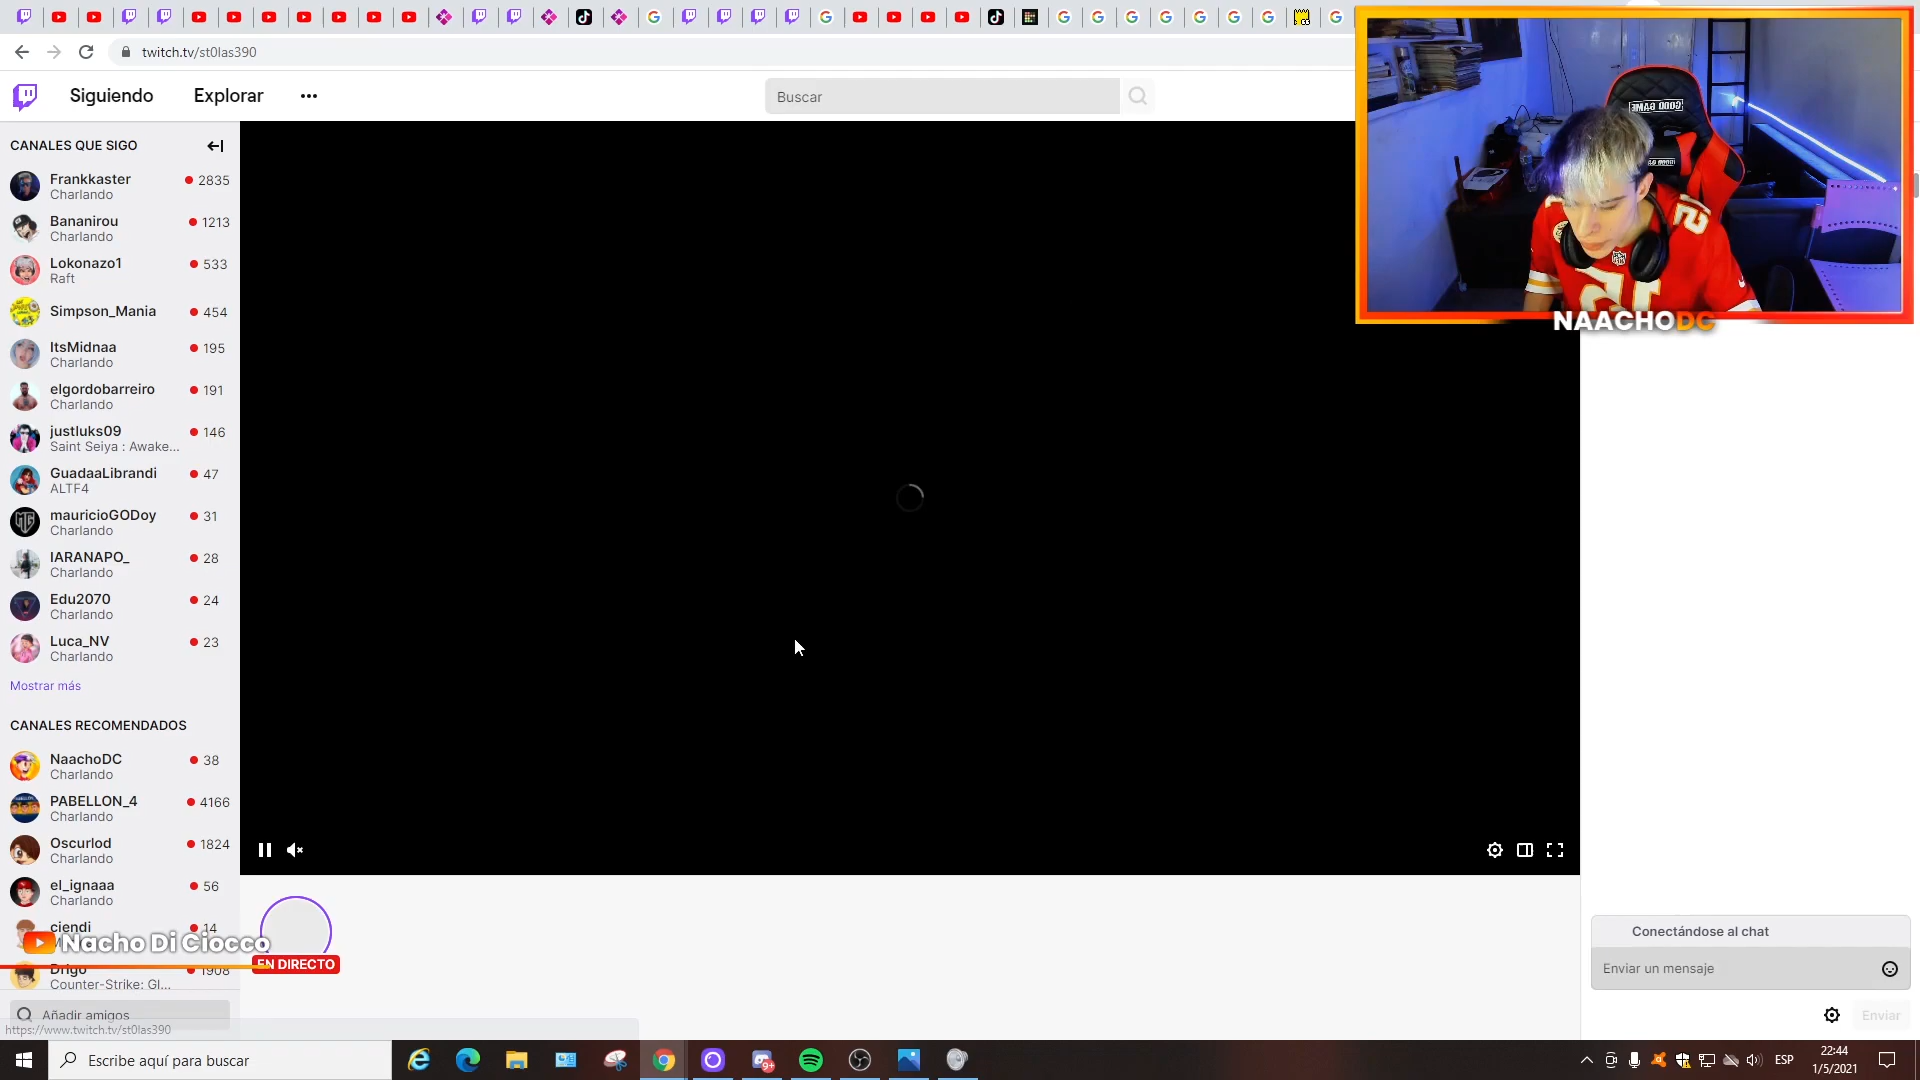 twitch.tv/st0las390
Siguiendo
Explorar
Buscar
GOOD GAME
NAACHODC
CANALES QUE SIGO
Frankkaster
2835
Charlando
Bananirou
1213
Charlando
Lokonazo1
533
Raft
Simpson_Mania
454
ItsMidnaa
195
Charlando
elgordobarreiro
191
Charlando
justluks09
146
Saint Seiya : Awake...
GuadaaLibrandi
47
ALTF4
mauricioGODoy
31
Charlando
IARANAPO_
28
Charlando
Edu2070
24
Charlando
Luca_NV
23
Charlando
Mostrar más
CANALES RECOMENDADOS
NaachoDC
38
Charlando
PABELLON_4
4166
Charlando
Oscurlod
1824
Charlando
el_ignaaa
56
Charlando
ciendi
14
Nacho Di Ciocco
Drigo
1908
Counter-Strike: Gl...
Añadir amigos
https://www.twitch.tv/st0las390
EN DIRECTO
Conectándose al chat
Enviar un mensaje
Enviar
Escribe aquí para buscar
9+
ESP
22:44
1/5/2021